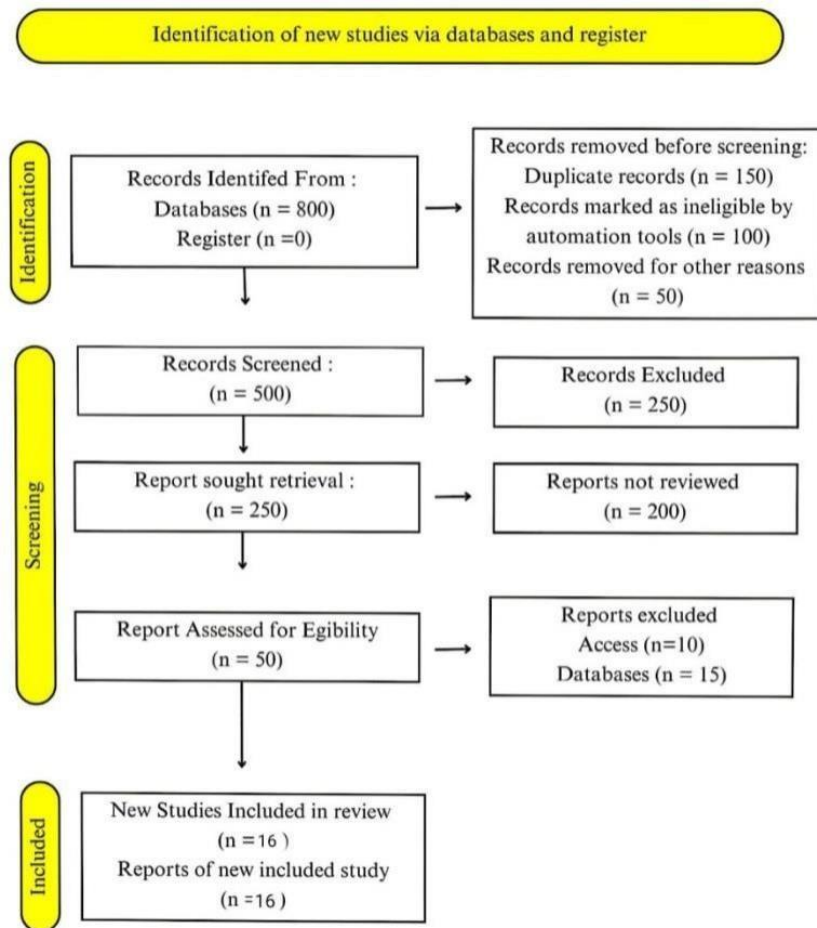 Identification of new studies via databases and register
Identification
Records Identifed From :
Databases (n = 800)
Register (n =0)
Records removed before screening:
Duplicate records (n = 150)
Records marked as ineligible by
automation tools (n = 100)
Records removed for other reasons
(n = 50)
Screening
Records Screened :
(n = 500)
Records Excluded
(n = 250)
Report sought retrieval :
(n = 250)
Reports not reviewed
(n = 200)
Report Assessed for Egibility
(n = 50)
Reports excluded
Access (n=10)
Databases (n = 15)
Included
New Studies Included in review
(n =16 )
Reports of new included study
(n =16 )